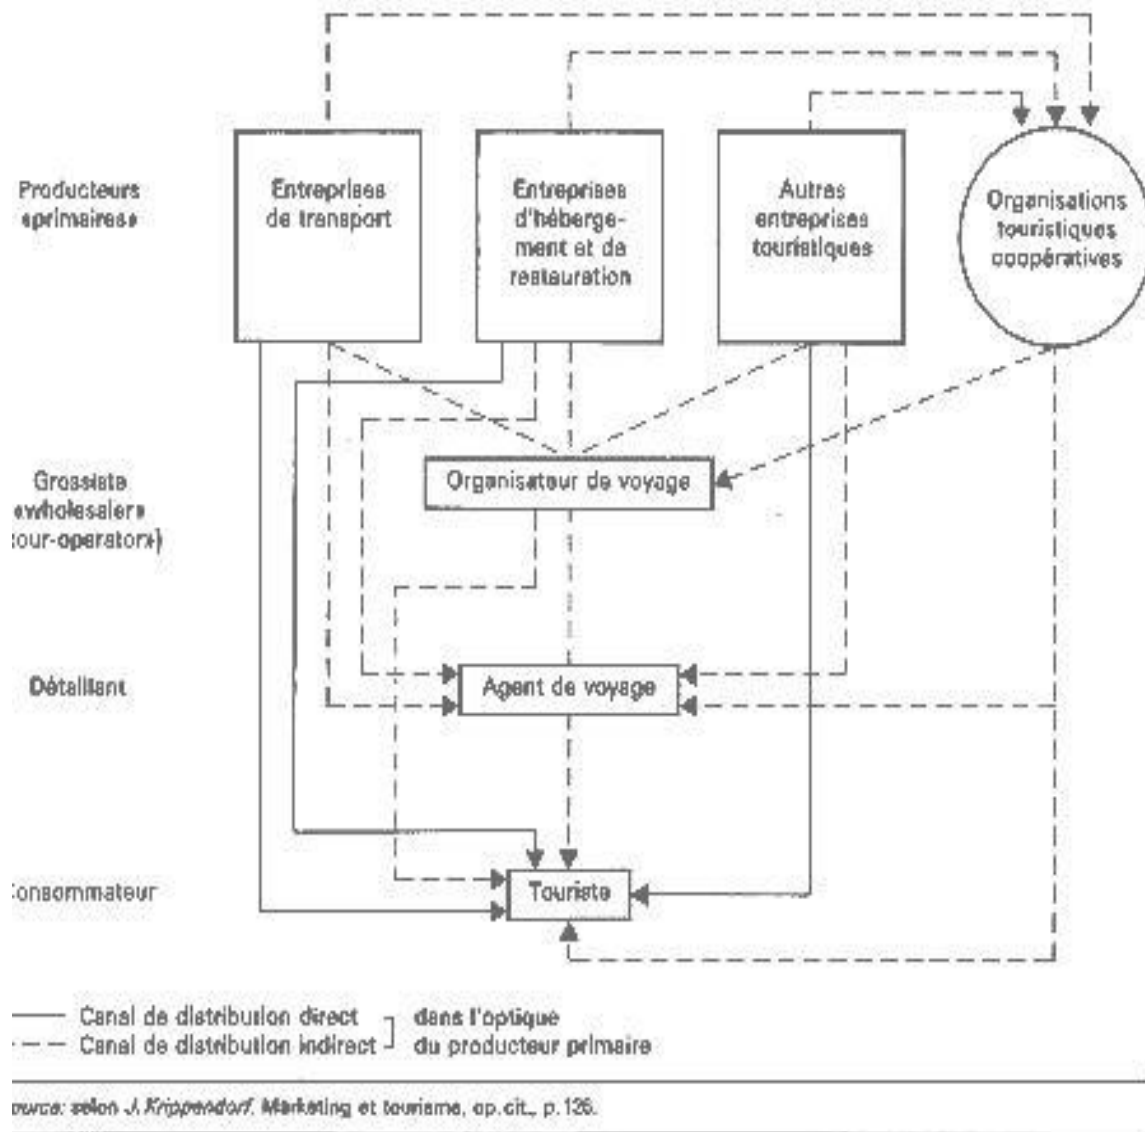 Producteurs
«primaires»
Entreprises
de transport
Entreprises
d'héberge-
ment et de
restauration
Autres
entreprises
touristiques
Organisations
touristiques
coopératives
Grossiste
«wholesaler»
tour-operator»)
Organisateur de voyage
Détaillant
Agent de voyage
onsommateur
Touriste
Canal de distribution direct
Canal de distribution indirect
dans l'optique
du producteur primaire
ource: selon J. Krippendorf, Marketing et tourisme, op. cit., p. 126.